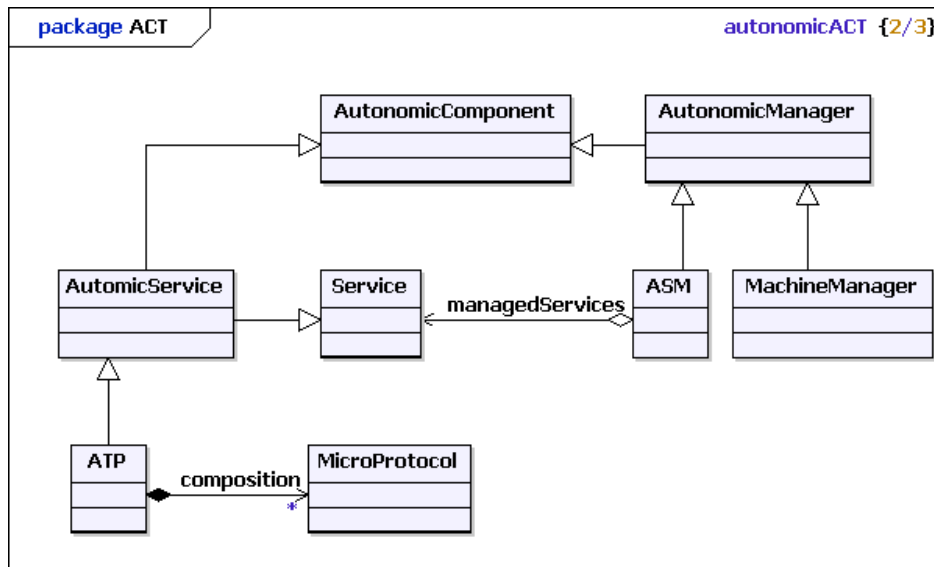 package ACT
autonomicACT {2/3}
AutonomicComponent
AutonomicManager
AutomicService
Service
managedServices
ASM
MachineManager
ATP
composition
*
MicroProtocol